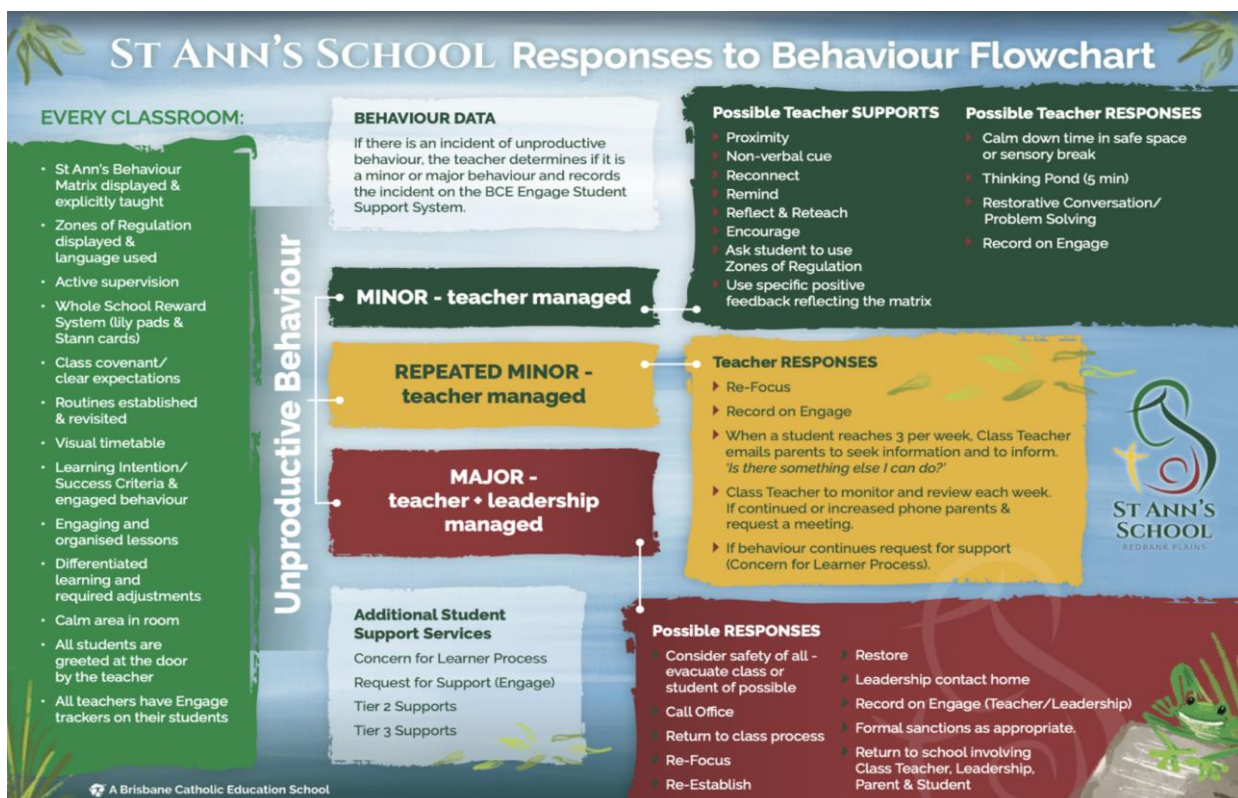 ST ANN'S SCHOOL Responses to Behaviour Flowchart
EVERY CLASSROOM:
• St Ann's Behaviour
Matrix displayed &
explicitly taught
• Zones of Regulation
displayed &
language used
• Active supervision
• Whole School Reward
System (lily pads &
Stann cards)
• Class covenant/
clear expectations
• Routines established
& revisited
• Visual timetable
• Learning Intention/
Success Criteria &
engaged behaviour
• Engaging and
organised lessons
• Differentiated
learning and
required adjustments
• Calm area in room
• All students are
greeted at the door
by the teacher
• All teachers have Engage
trackers on their students
Unproductive Behaviour
BEHAVIOUR DATA
If there is an incident of unproductive
behaviour, the teacher determines if it is
a minor or major behaviour and records
the incident on the BCE Engage Student
Support System.
MINOR - teacher managed
REPEATED MINOR -
teacher managed
MAJOR -
teacher + leadership
managed
Additional Student
Support Services
Concern for Learner Process
Request for Support (Engage)
Tier 2 Supports
Tier 3 Supports
Possible Teacher SUPPORTS
Proximity
Non-verbal cue
Reconnect
Remind
Reflect & Reteach
Encourage
Ask student to use
Zones of Regulation
Use specific positive
feedback reflecting the matrix
Possible Teacher RESPONSES
Calm down time in safe space
or sensory break
Thinking Pond (5 min)
Restorative Conversation/
Problem Solving
Record on Engage
Teacher RESPONSES
Re-Focus
Record on Engage
When a student reaches 3 per week, Class Teacher
emails parents to seek information and to inform.
'Is there something else I can do?'
Class Teacher to monitor and review each week.
If continued or increased phone parents &
request a meeting.
If behaviour continues request for support
(Concern for Learner Process).
ST ANN'S
SCHOOL
REDBANK PLAINS
Possible RESPONSES
Consider safety of all -
evacuate class or
student of possible
Call Office
Return to class process
Re-Focus
Re-Establish
Restore
Leadership contact home
Record on Engage (Teacher/Leadership)
Formal sanctions as appropriate.
Return to school involving
Class Teacher, Leadership,
Parent & Student
A Brisbane Catholic Education School